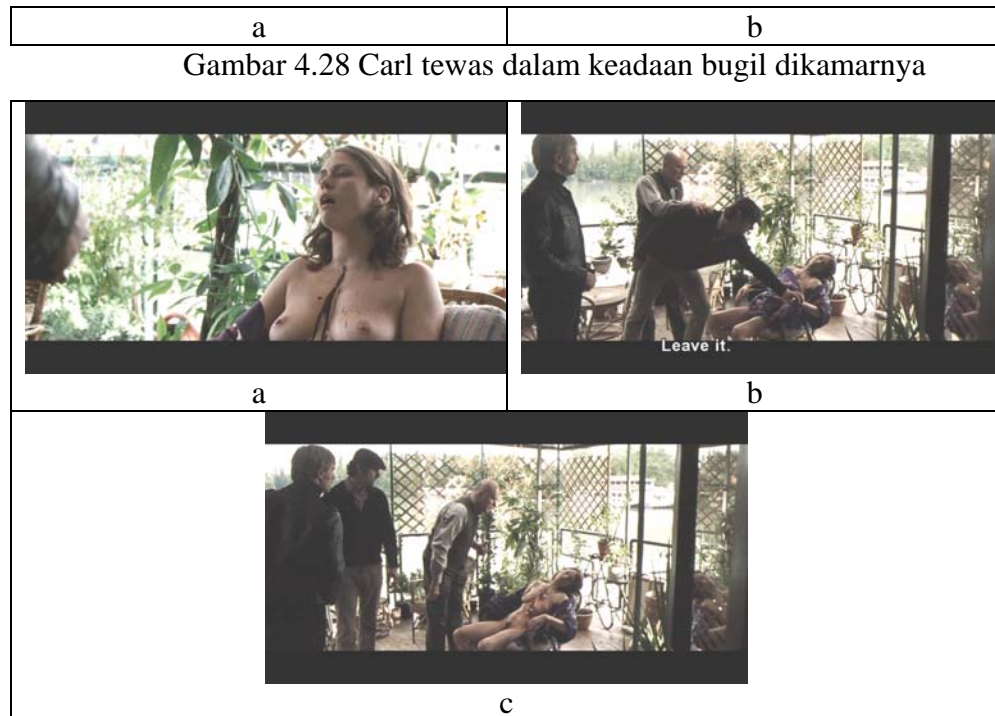 a b
Gambar 4.28 Carl tewas dalam keadaan bugil dikamarnya
Leave it.
a b
c